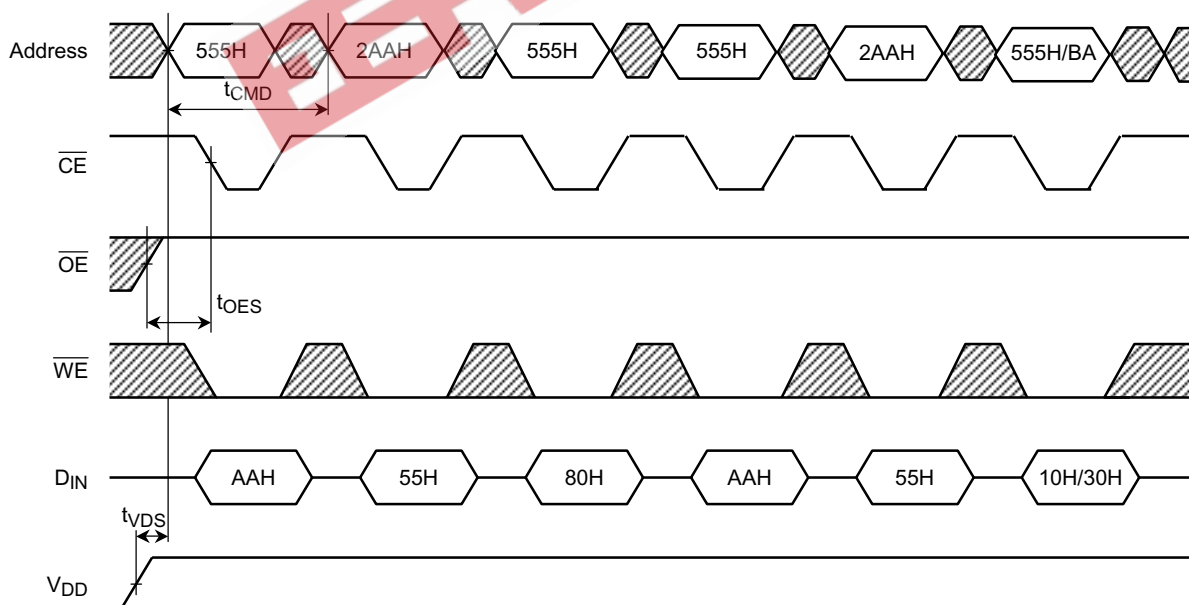 Address 555H 2AAH 555H 555H 2AAH 555H/BA
tCMD
CE
OE
tOES
WE
DIN AAH 55H 80H AAH 55H 10H/30H
tVDS
VDD